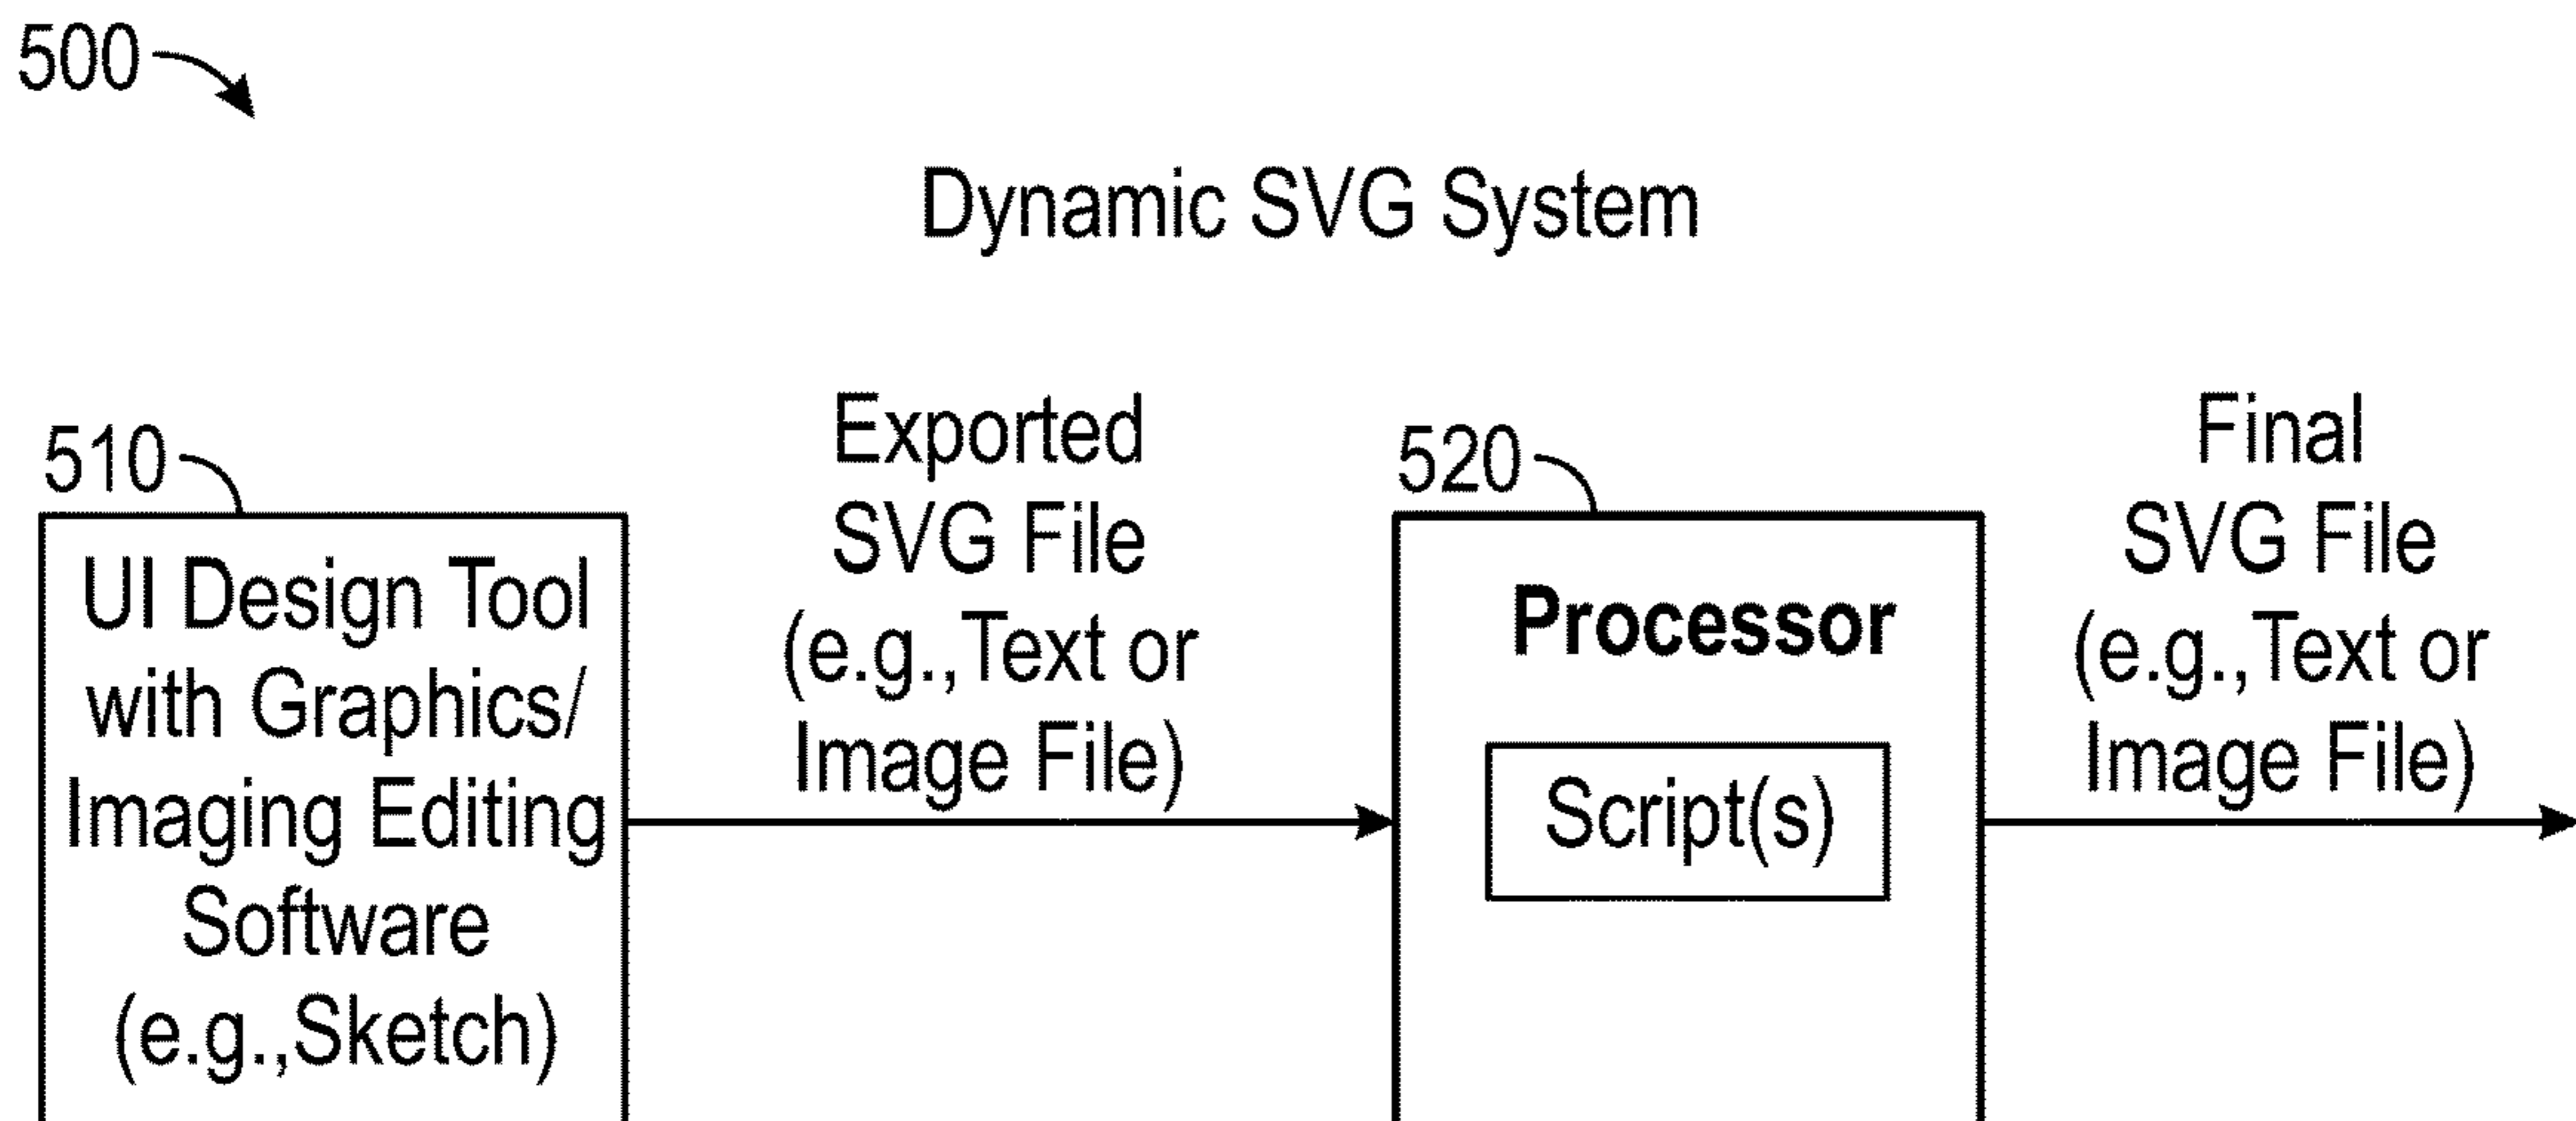 500
Dynamic SVG System
510
UI Design Tool
with Graphics/
Imaging Editing
Software
(e.g.,Sketch)
Exported
SVG File
(e.g.,Text or
Image File)
520
Processor
Script(s)
Final
SVG File
(e.g.,Text or
Image File)